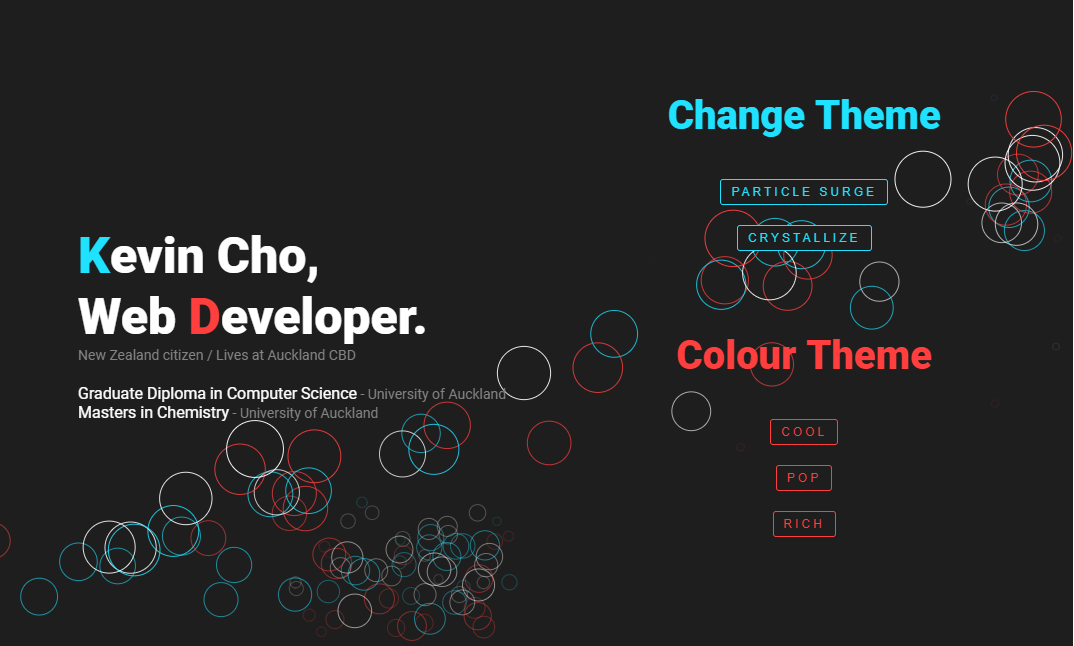 Kevin Cho,
Web Developer.
New Zealand citizen / Lives at Auckland CBD
Graduate Diploma in Computer Science - University of Auckland
Masters in Chemistry - University of Auckland
Change Theme
PARTICLE SURGE
CRYSTALLIZE
Colour Theme
COOL
POP
RICH